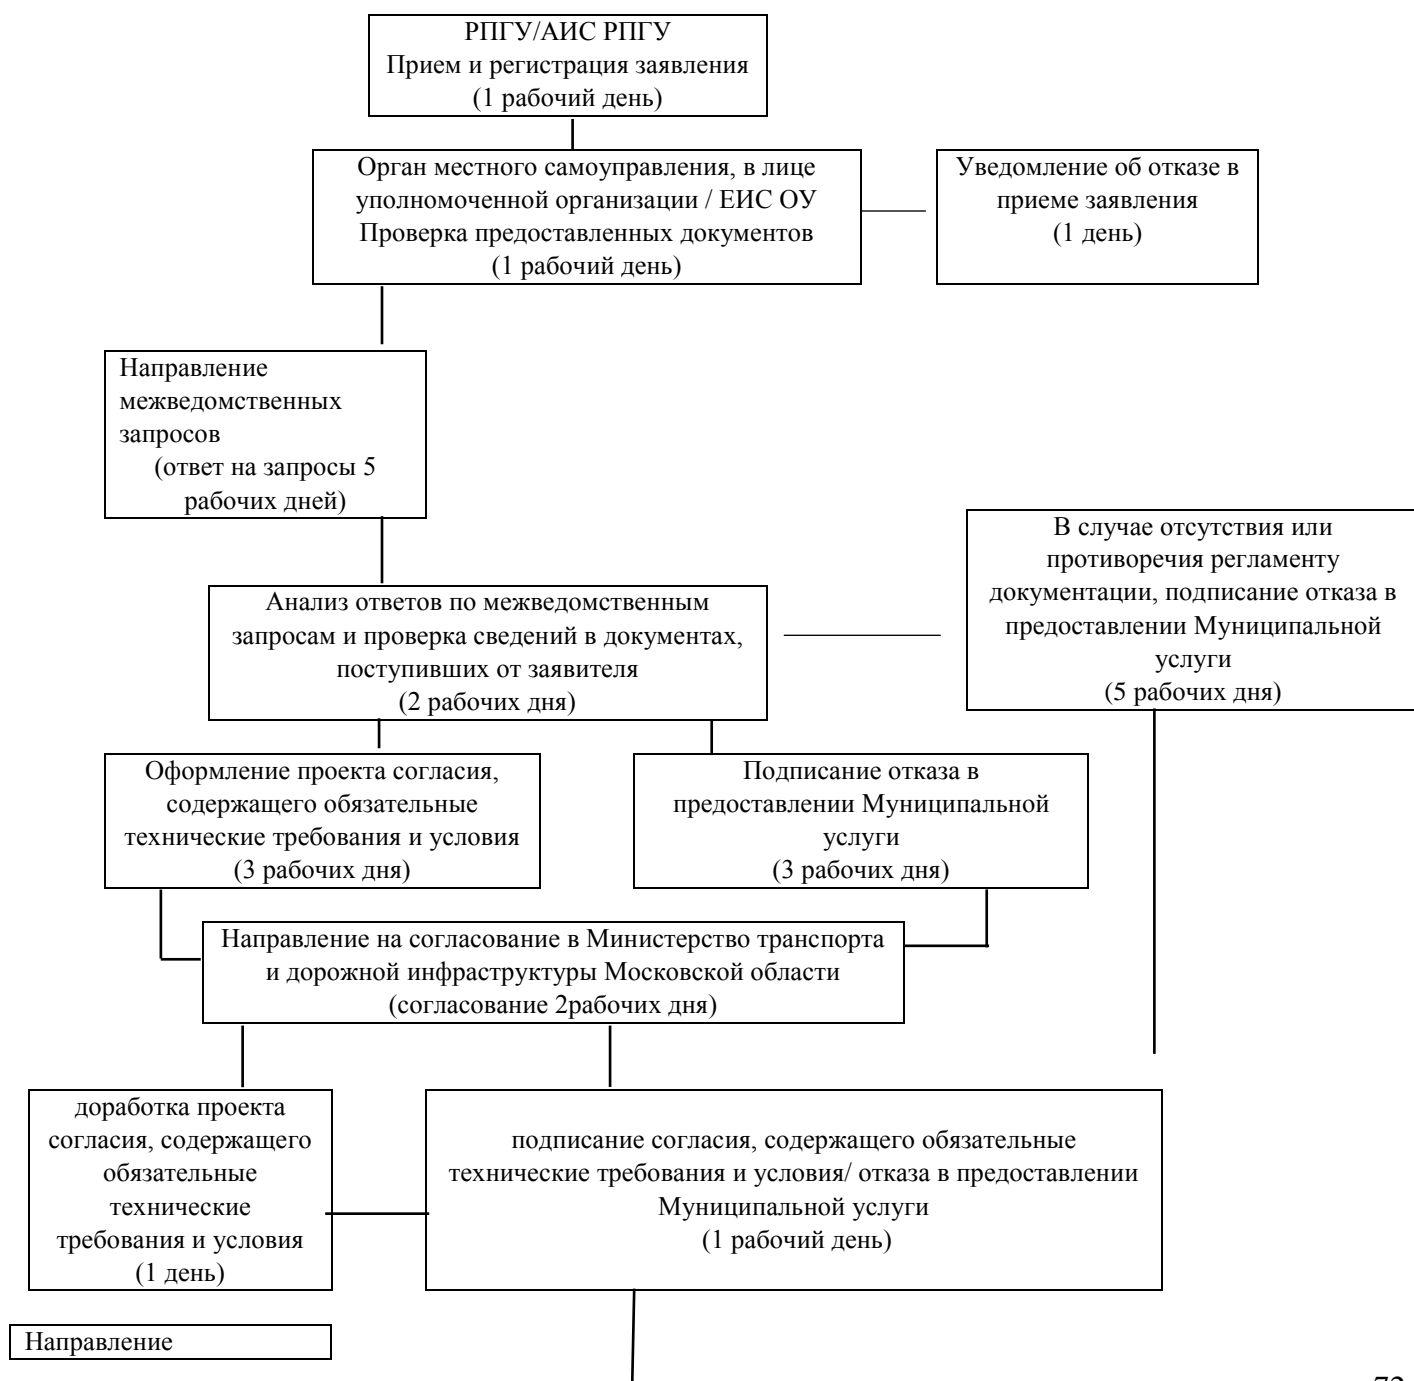 РПГУ/АИС РПГУ
Прием и регистрация заявления
(1 рабочий день)
Орган местного самоуправления, в лице
уполномоченной организации / ЕИС ОУ
Проверка предоставленных документов
(1 рабочий день)
Уведомление об отказе в
приеме заявления
(1 день)
Направление
межведомственных
запросов
(ответ на запросы 5
рабочих дней)
В случае отсутствия или
противоречия регламенту
документации, подписание отказа в
предоставлении Муниципальной
услуги
(5 рабочих дня)
Анализ ответов по межведомственным
запросам и проверка сведений в документах,
поступивших от заявителя
(2 рабочих дня)
Оформление проекта согласия,
содержащего обязательные
технические требования и условия
(3 рабочих дня)
Подписание отказа в
предоставлении Муниципальной
услуги
(3 рабочих дня)
Направление на согласование в Министерство транспорта
и дорожной инфраструктуры Московской области
(согласование 2рабочих дня)
доработка проекта
согласия, содержащего
обязательные
технические
требования и условия
(1 день)
подписание согласия, содержащего обязательные
технические требования и условия/ отказа в предоставлении
Муниципальной услуги
(1 рабочий день)
Направление